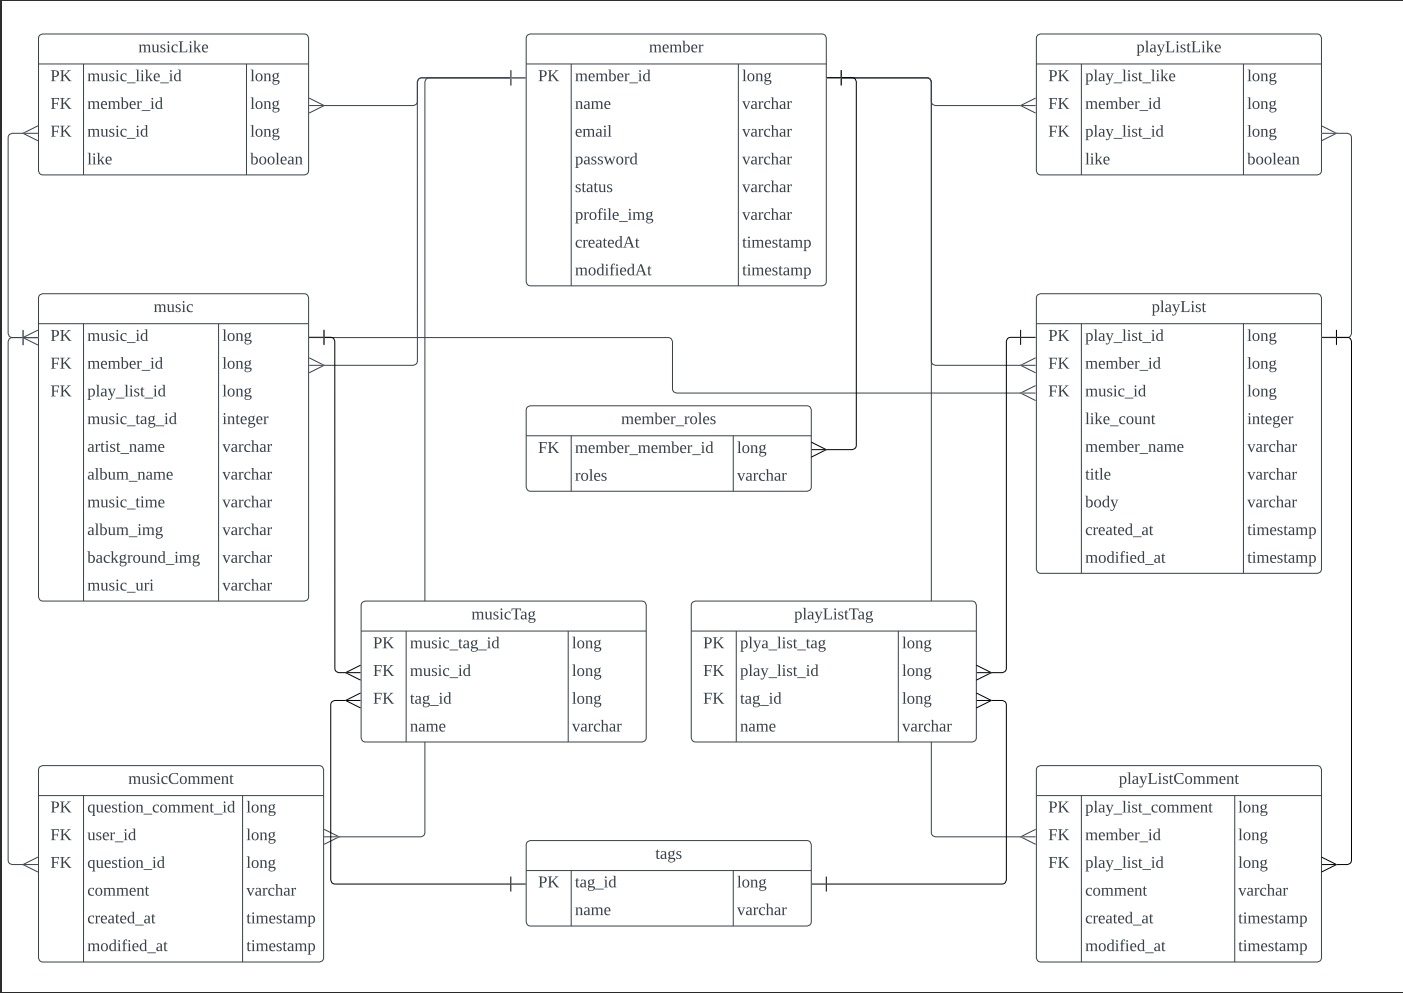 musicLike
PK music_like_id long
FK member_id long
FK music_id long
like boolean
member
PK member_id long
name varchar
email varchar
password varchar
status varchar
profile_img varchar
createdAt timestamp
modifiedAt timestamp
playListLike
PK play_list_like long
FK member_id long
FK play_list_id long
like boolean
music
PK music_id long
FK member_id long
FK play_list_id long
music_tag_id integer
artist_name varchar
album_name varchar
music_time varchar
album_img varchar
background_img varchar
music_uri varchar
member_roles
FK member_member_id long
roles varchar
playList
PK play_list_id long
FK member_id long
FK music_id long
like_count integer
member_name varchar
title varchar
body varchar
created_at timestamp
modified_at timestamp
musicTag
PK music_tag_id long
FK music_id long
FK tag_id long
name varchar
playListTag
PK plya_list_tag long
FK play_list_id long
FK tag_id long
name varchar
musicComment
PK question_comment_id long
FK user_id long
FK question_id long
comment varchar
created_at timestamp
modified_at timestamp
tags
PK tag_id long
name varchar
playListComment
PK play_list_comment long
FK member_id long
FK play_list_id long
comment varchar
created_at timestamp
modified_at timestamp